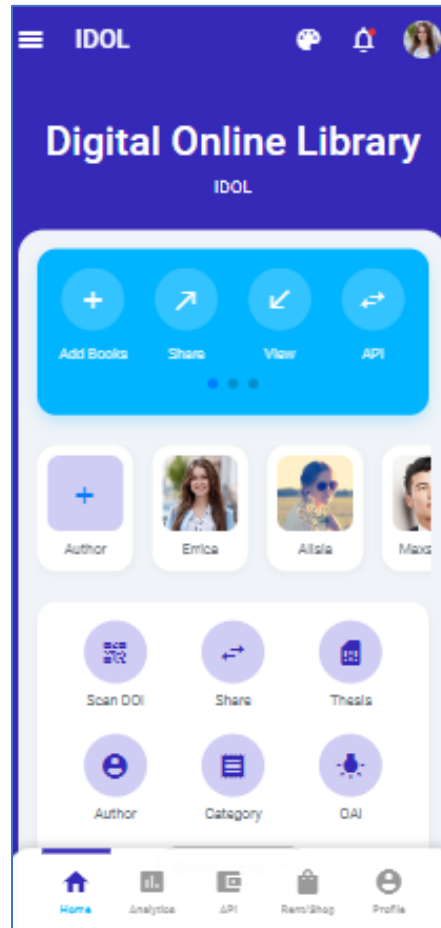 IDOL
Digital Online Library
IDOL
Add Books Share View API
Author Errica Alisia
Scan DOI Share Thesis
Author Category OAI
Home Analytics API Rent/Shop Profile